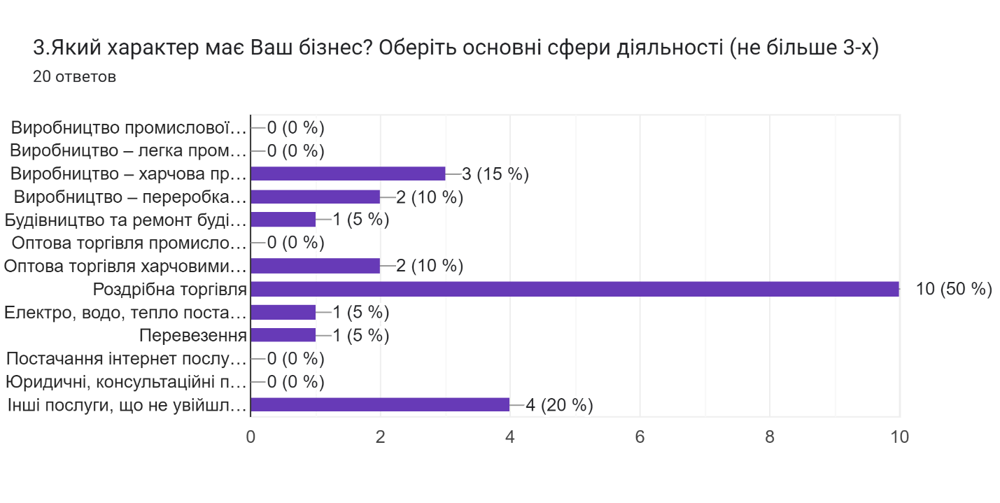 3.Який характер має Ваш бізнес? Оберіть основні сфери діяльності (не більше 3-х)
20 ответов
Виробництво промислової… 0 (0 %)
Виробництво – легка пром… 0 (0 %)
Виробництво – харчова пр… 3 (15 %)
Виробництво – переробка… 2 (10 %)
Будівництво та ремонт буді… 1 (5 %)
Оптова торгівля промисло… 0 (0 %)
Оптова торгівля харчовими… 2 (10 %)
Роздрібна торгівля 10 (50 %)
Електро, водо, тепло поста… 1 (5 %)
Перевезення 1 (5 %)
Постачання інтернет послу… 0 (0 %)
Юридичні, консультаційні п… 0 (0 %)
Інші послуги, що не увійшл… 4 (20 %)
0 2 4 6 8 10